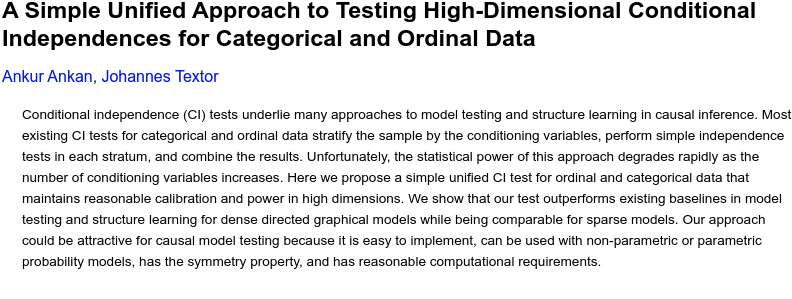 A Simple Unified Approach to Testing High-Dimensional Conditional
Independences for Categorical and Ordinal Data
Ankur Ankan, Johannes Textor
Conditional independence (CI) tests underlie many approaches to model testing and structure learning in causal inference. Most
existing CI tests for categorical and ordinal data stratify the sample by the conditioning variables, perform simple independence
tests in each stratum, and combine the results. Unfortunately, the statistical power of this approach degrades rapidly as the
number of conditioning variables increases. Here we propose a simple unified CI test for ordinal and categorical data that
maintains reasonable calibration and power in high dimensions. We show that our test outperforms existing baselines in model
testing and structure learning for dense directed graphical models while being comparable for sparse models. Our approach
could be attractive for causal model testing because it is easy to implement, can be used with non-parametric or parametric
probability models, has the symmetry property, and has reasonable computational requirements.